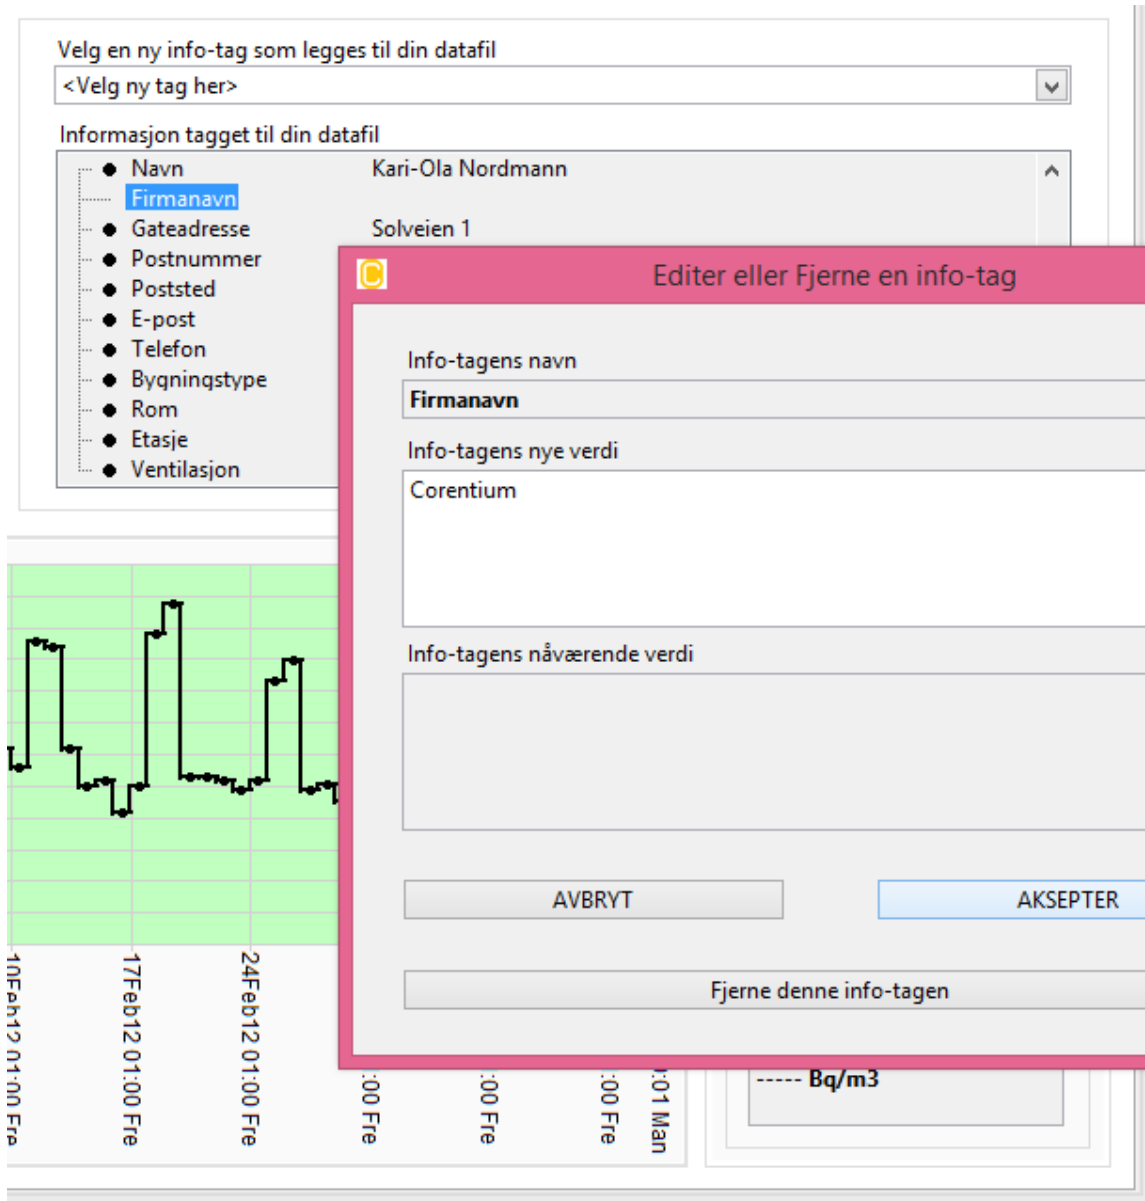 Velg en ny info-tag som legges til din datafil
<Velg ny tag her>
Informasjon tagget til din datafil
Navn Kari-Ola Nordmann
Firmanavn
Gateadresse Solveien 1
Postnummer
Poststed
E-post
Telefon
Bygningstype
Rom
Etasje
Ventilasjon
Editer eller Fjerne en info-tag
Info-tagens navn
Firmanavn
Info-tagens nye verdi
Corentium
Info-tagens nåværende verdi
AVBRYT AKSEPTER
Fjerne denne info-tagen
10Feb12 01:00 Fre
17Feb12 01:00 Fre
24Feb12 01:00 Fre
:00 Fre
:00 Fre
:00 Fre
:01 Man
----- Bq/m3